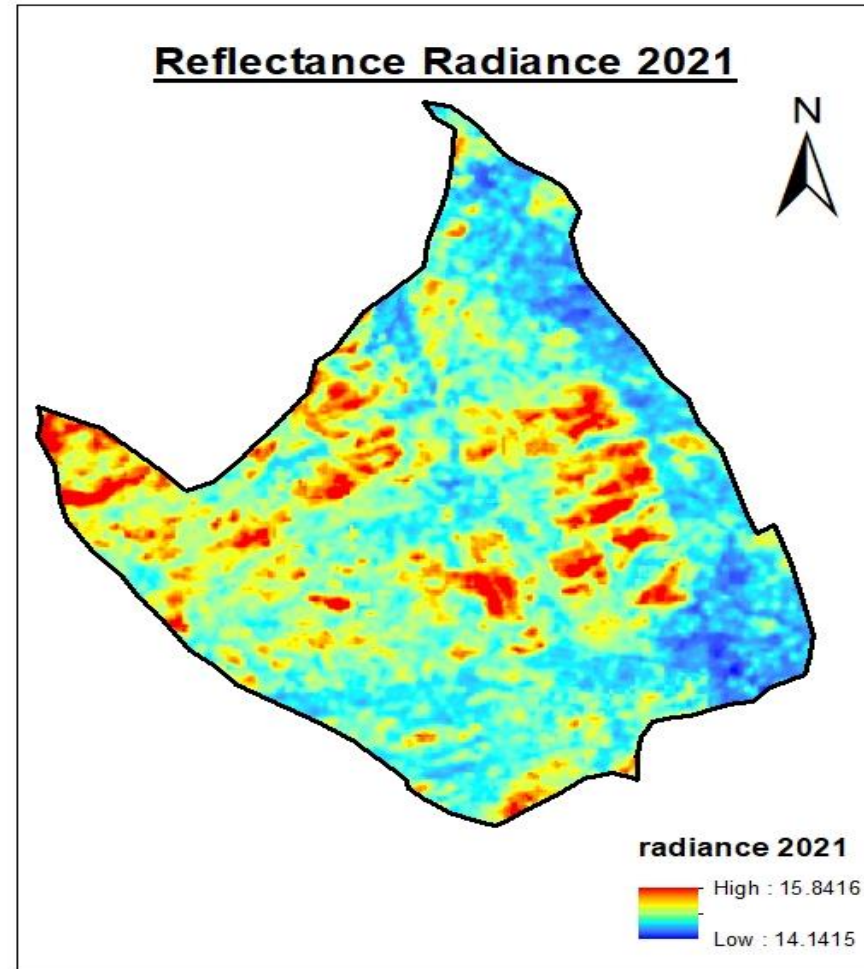 Reflectance Radiance 2021
N
radiance 2021
High : 15.8416
Low : 14.1415